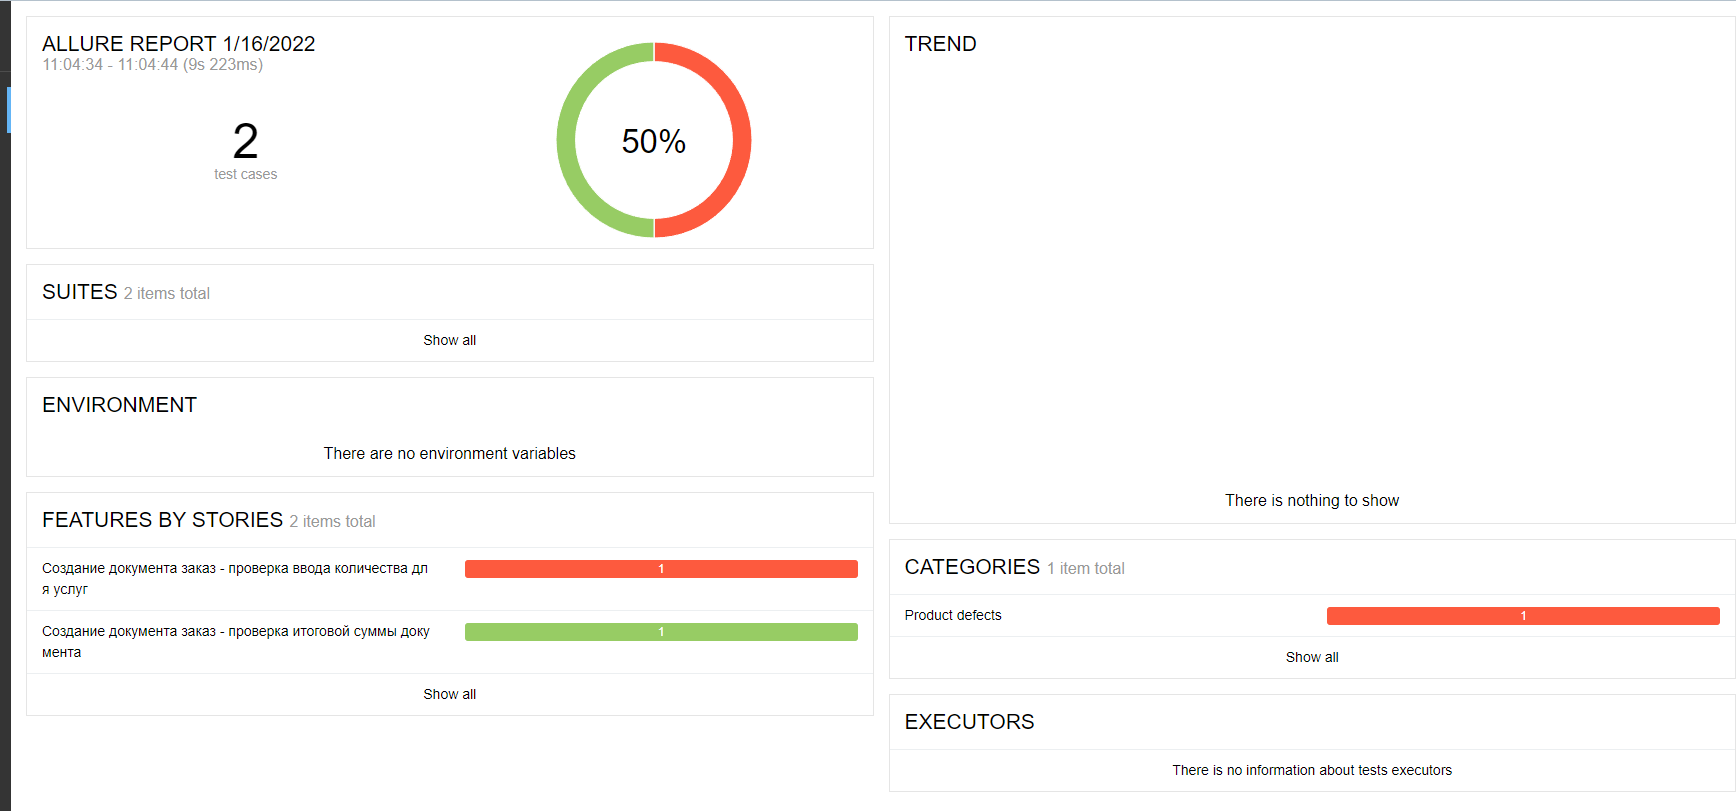 ALLURE REPORT 1/16/2022
11:04:34 - 11:04:44 (9s 223ms)
2
test cases
50%
SUITES 2 items total
Show all
ENVIRONMENT
There are no environment variables
FEATURES BY STORIES 2 items total
Создание документа заказ - проверка ввода количества дл
я услуг
1
Создание документа заказ - проверка итоговой суммы доку
мента
1
Show all
TREND
There is nothing to show
CATEGORIES 1 item total
Product defects
1
Show all
EXECUTORS
There is no information about tests executors